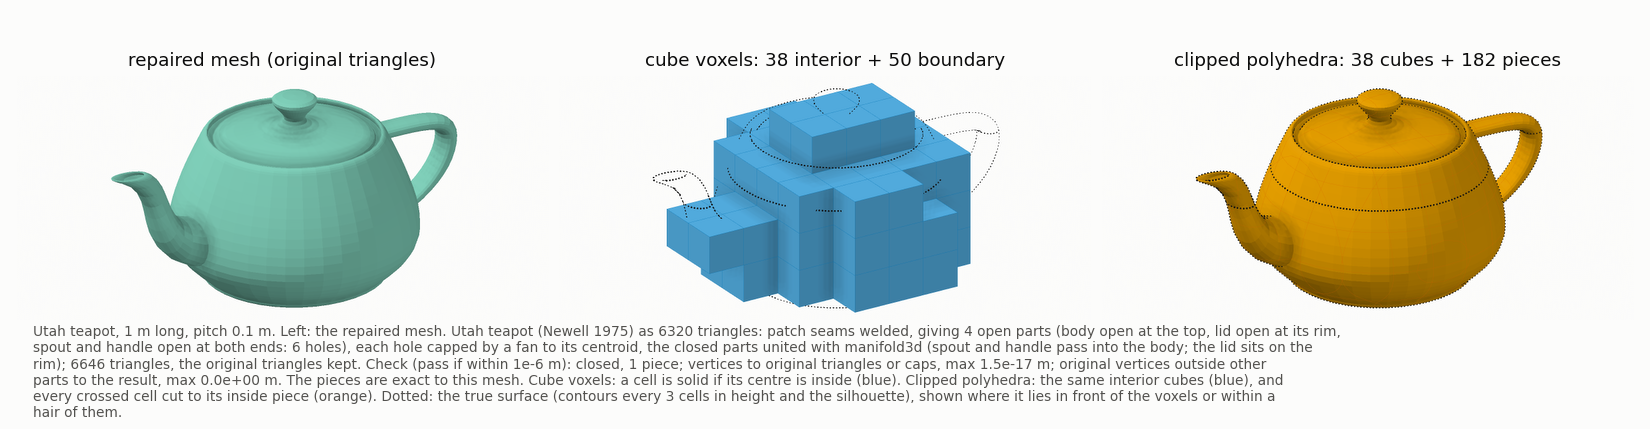 repaired mesh (original triangles)
cube voxels: 38 interior + 50 boundary
clipped polyhedra: 38 cubes + 182 pieces
Utah teapot, 1 m long, pitch 0.1 m. Left: the repaired mesh. Utah teapot (Newell 1975) as 6320 triangles: patch seams welded, giving 4 open parts (body open at the top, lid open at its rim,
spout and handle open at both ends: 6 holes), each hole capped by a fan to its centroid, the closed parts united with manifold3d (spout and handle pass into the body; the lid sits on the
rim); 6646 triangles, the original triangles kept. Check (pass if within 1e-6 m): closed, 1 piece; vertices to original triangles or caps, max 1.5e-17 m; original vertices outside other
parts to the result, max 0.0e+00 m. The pieces are exact to this mesh. Cube voxels: a cell is solid if its centre is inside (blue). Clipped polyhedra: the same interior cubes (blue), and
every crossed cell cut to its inside piece (orange). Dotted: the true surface (contours every 3 cells in height and the silhouette), shown where it lies in front of the voxels or within a
hair of them.